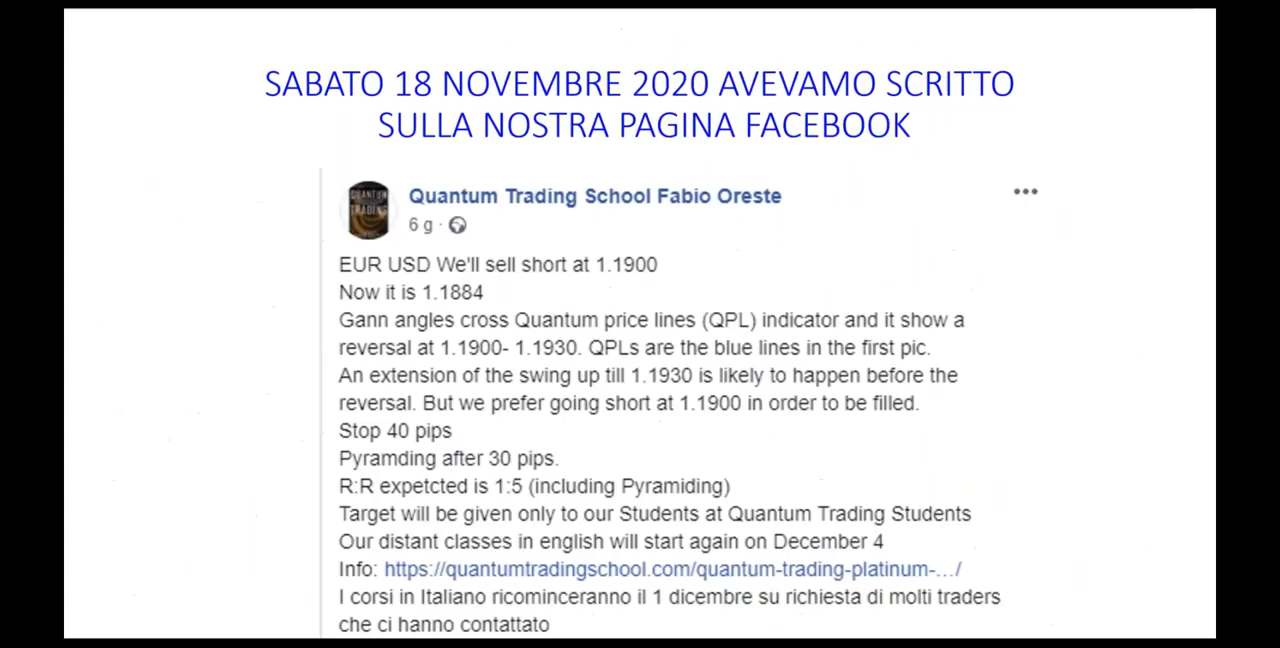 SABATO 18 NOVEMBRE 2020 AVEVAMO SCRITTO
SULLA NOSTRA PAGINA FACEBOOK
QUANTUM
TRADING
Quantum Trading School Fabio Oreste
6 g ·
EUR USD We'll sell short at 1.1900
Now it is 1.1884
Gann angles cross Quantum price lines (QPL) indicator and it show a
reversal at 1.1900- 1.1930. QPLs are the blue lines in the first pic.
An extension of the swing up till 1.1930 is likely to happen before the
reversal. But we prefer going short at 1.1900 in order to be filled.
Stop 40 pips
Pyramding after 30 pips.
R:R expetcted is 1:5 (including Pyramiding)
Target will be given only to our Students at Quantum Trading Students
Our distant classes in english will start again on December 4
Info: https://quantumtradingschool.com/quantum-trading-platinum-.../
I corsi in Italiano ricominceranno il 1 dicembre su richiesta di molti traders
che ci hanno contattato